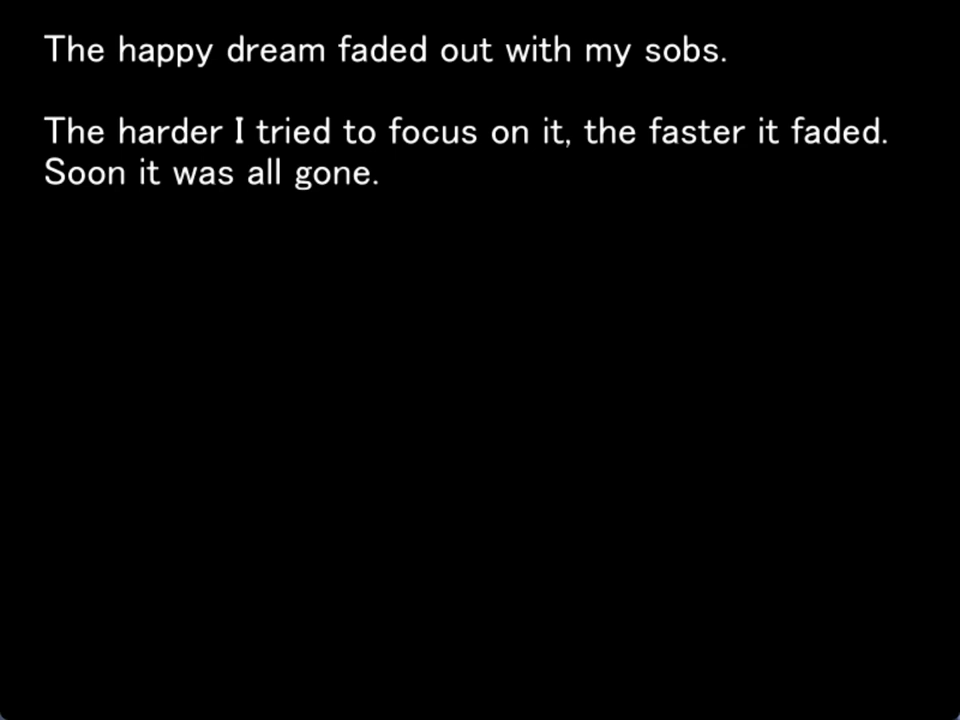 The happy dream faded out with my sobs.
The harder I tried to focus on it, the faster it faded.
Soon it was all gone.